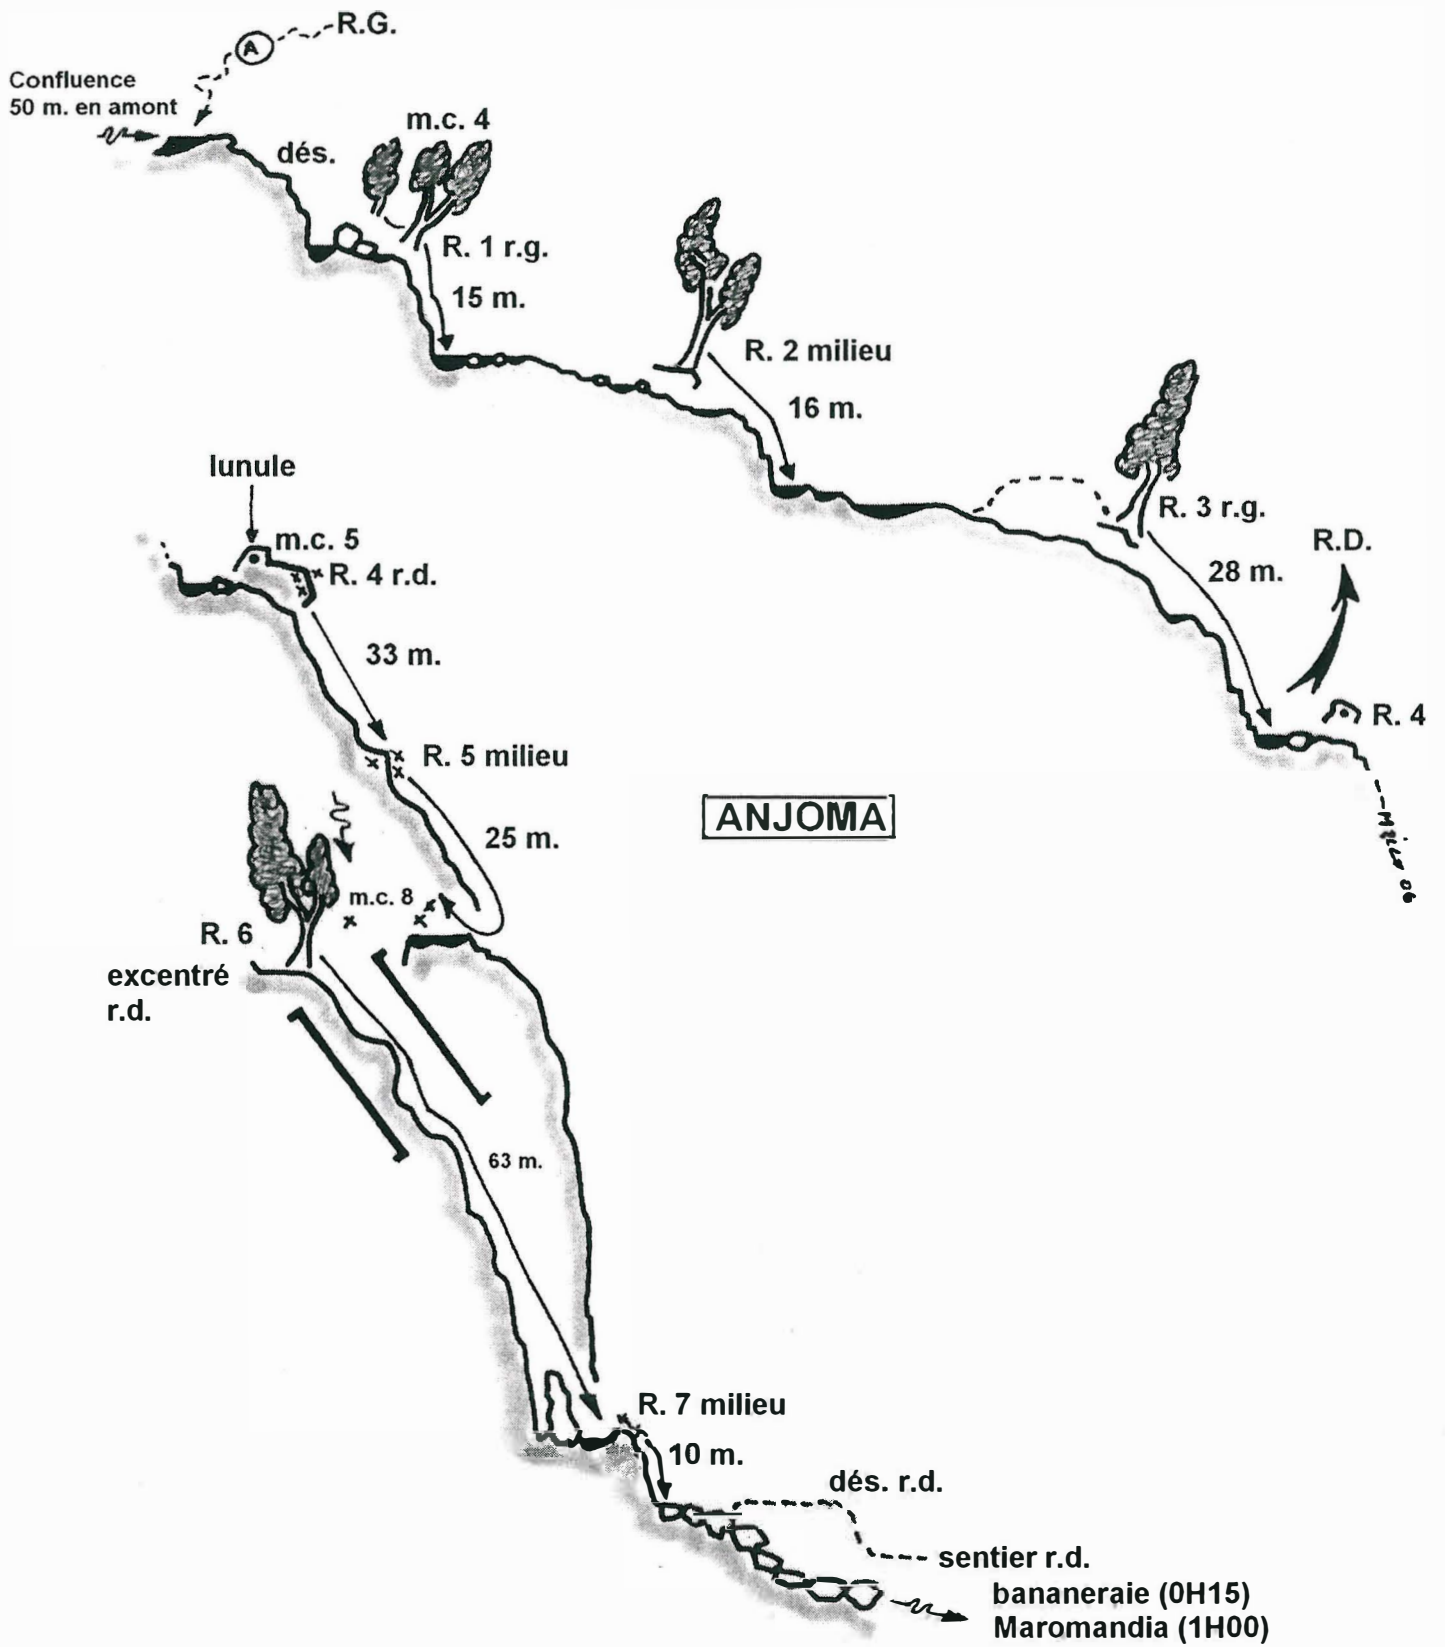 R.G.
A
Confluence
50 m. en amont
dés.
m.c. 4
R. 1 r.g.
15 m.
R. 2 milieu
16 m.
R. 3 r.g.
28 m.
R.D.
R. 4
lunule
m.c. 5
R. 4 r.d.
33 m.
R. 5 milieu
25 m.
ANJOMA
m.c. 8
R. 6
excentré
r.d.
63 m.
R. 7 milieu
10 m.
dés. r.d.
sentier r.d.
bananeraie (0H15)
Maromandia (1H00)